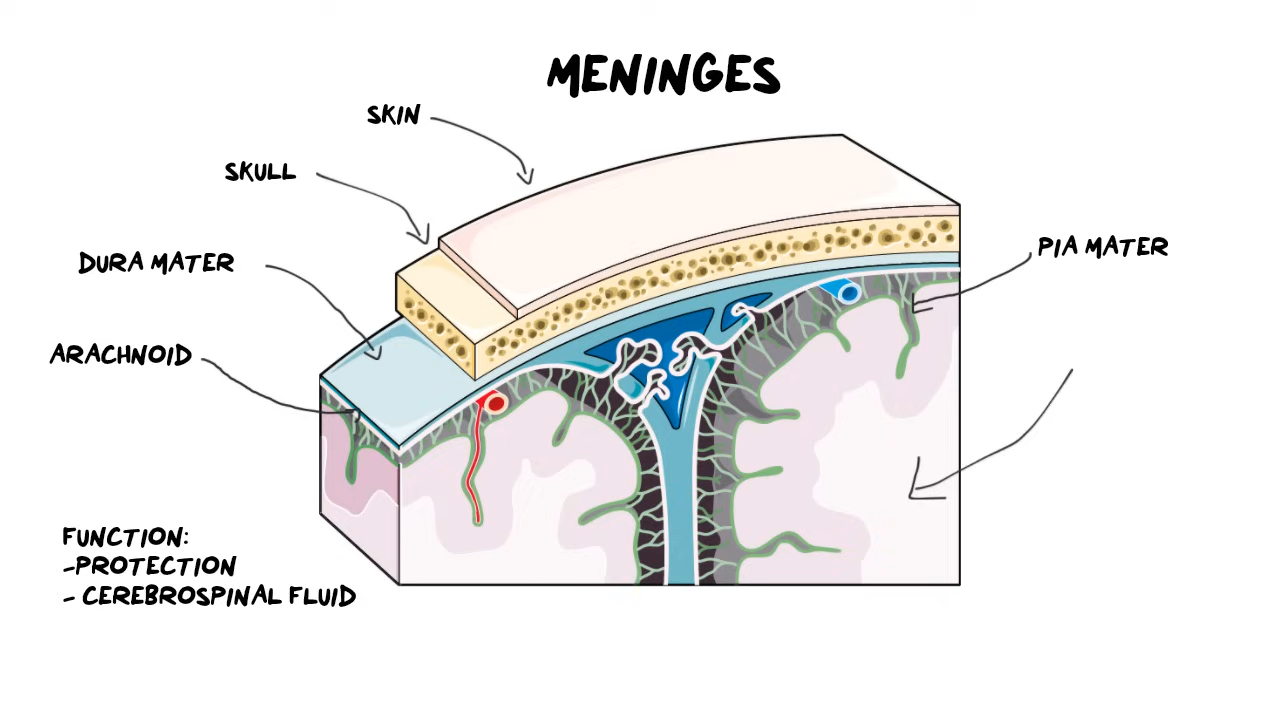 MENINGES
SKIN
SKULL
DURA MATER
PIA MATER
ARACHNOID
FUNCTION:
-PROTECTION
- CEREBROSPINAL FLUID